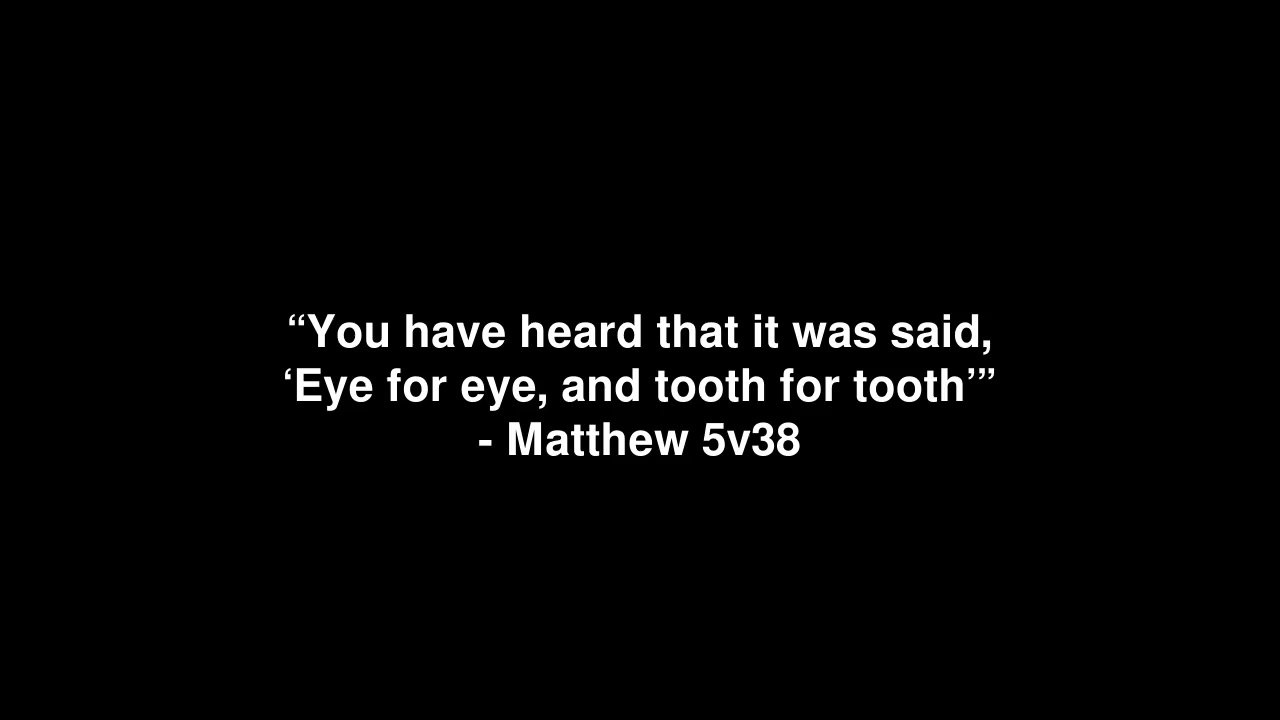 “You have heard that it was said,
‘Eye for eye, and tooth for tooth’”
- Matthew 5v38